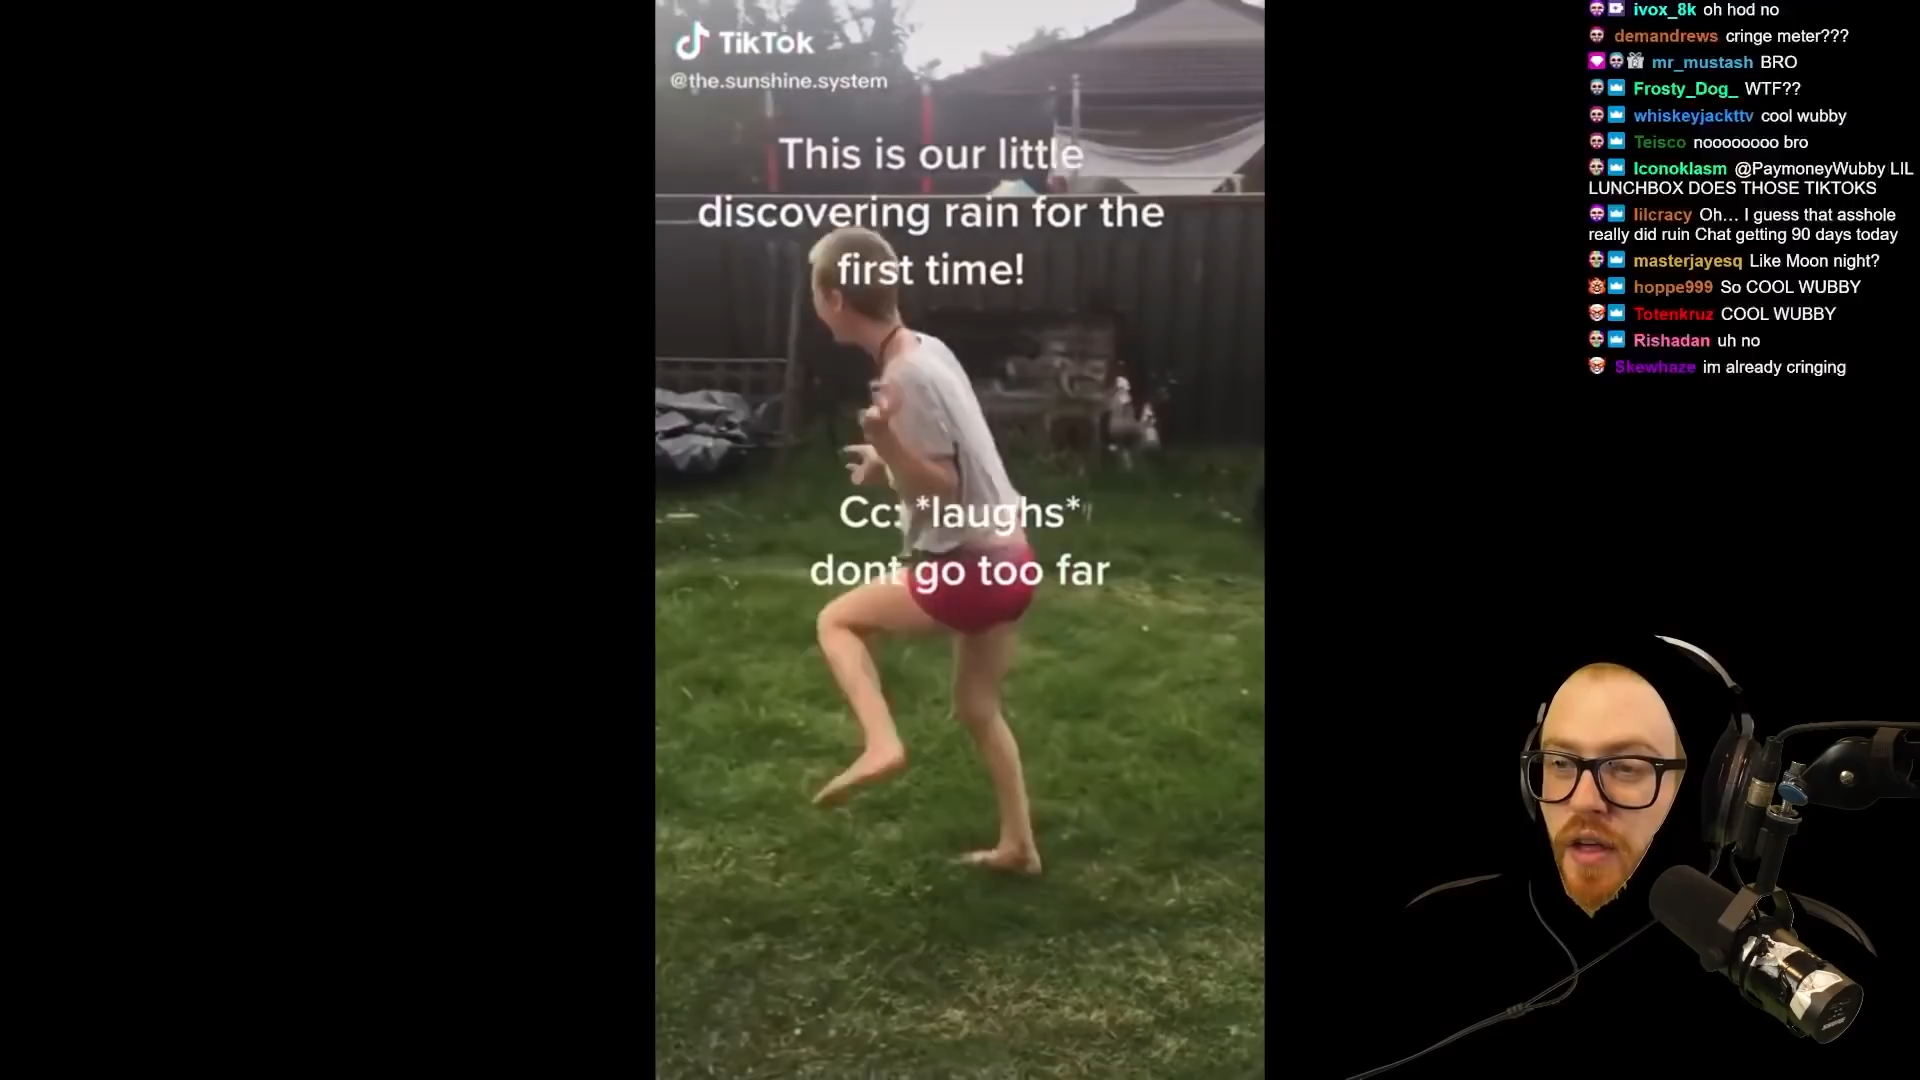 TikTok
@the.sunshine.system
This is our little
discovering rain for the
first time!
Cc: *laughs*
dont go too far
ivox_8k oh hod no
demandrews cringe meter???
mr_mustash BRO
Frosty_Dog_ WTF??
whiskeyjackttv cool wubby
Teisco noooooooo bro
Iconoklasm @PaymoneyWubby LIL
LUNCHBOX DOES THOSE TIKTOKS
lilcracy Oh… I guess that asshole
really did ruin Chat getting 90 days today
masterjayesq Like Moon night?
hoppe999 So COOL WUBBY
Totenkruz COOL WUBBY
Rishadan uh no
Skewhaze im already cringing